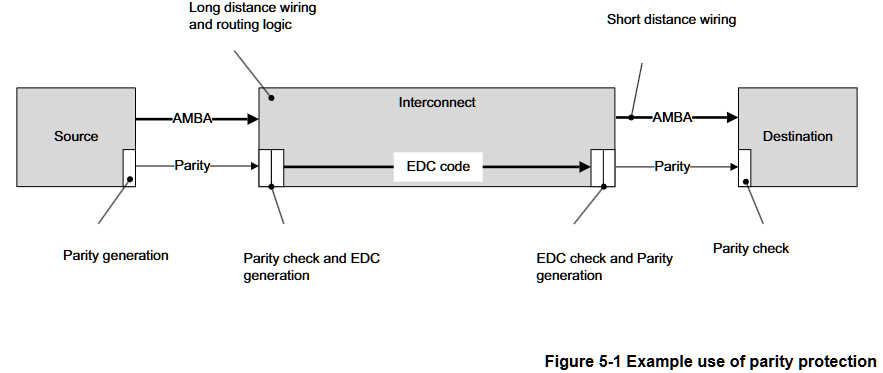 Long distance wiring
and routing logic
Short distance wiring
Source
AMBA
Interconnect
AMBA
Destination
Parity
EDC code
Parity
Parity generation
Parity check and EDC
generation
EDC check and Parity
generation
Parity check
Figure 5-1 Example use of parity protection